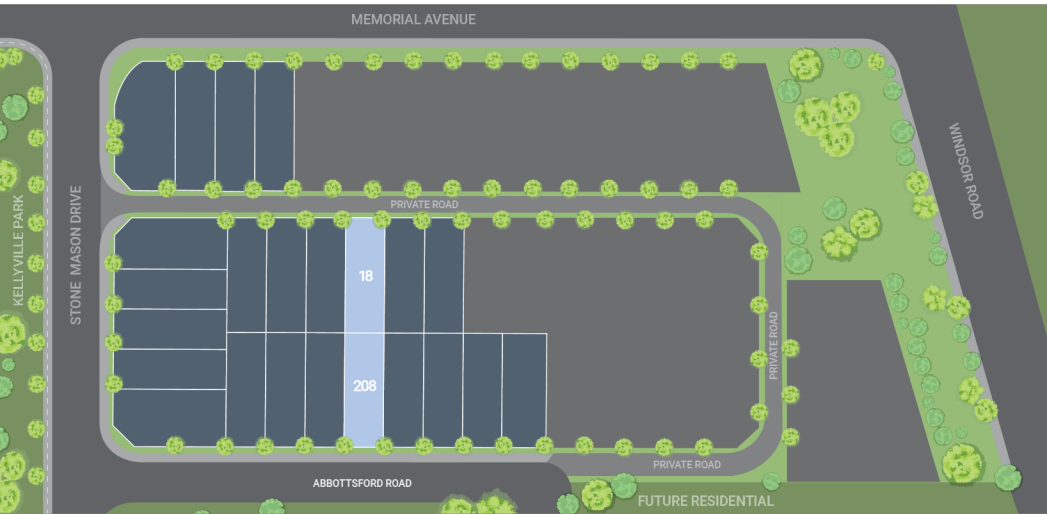 MEMORIAL AVENUE
WINDSOR ROAD
KELLYVILLE PARK
STONE MASON DRIVE
PRIVATE ROAD
18
208
PRIVATE ROAD
PRIVATE ROAD
ABBOTTSFORD ROAD
FUTURE RESIDENTIAL